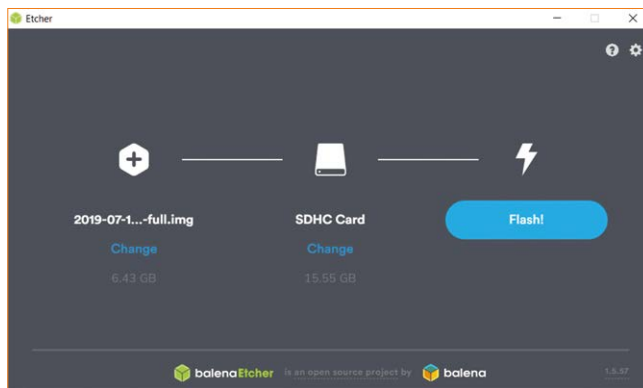 Etcher
2019-07-1...-full.img
SDHC Card
Flash!
Change
Change
6.43 GB
15.55 GB
balenaEtcher is an open source project by balena
1.5.57